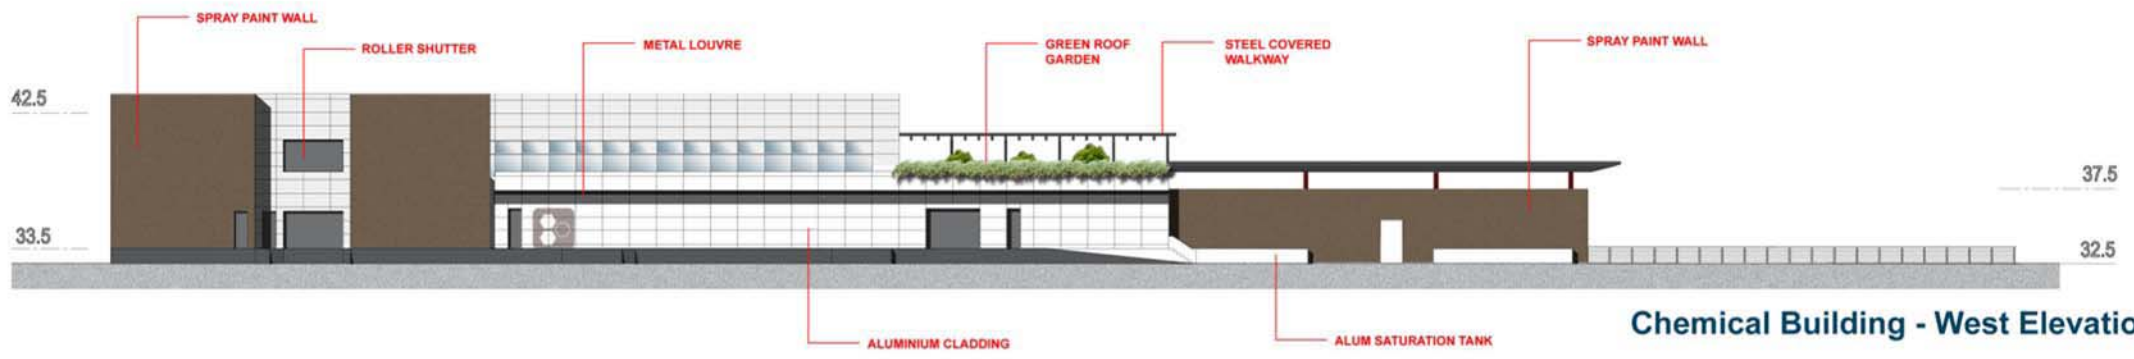 SPRAY PAINT WALL
ROLLER SHUTTER
METAL LOUVRE
GREEN ROOF
GARDEN
STEEL COVERED
WALKWAY
SPRAY PAINT WALL
42.5
37.5
33.5
32.5
Chemical Building - West Elevatio
ALUMINIUM CLADDING
ALUM SATURATION TANK